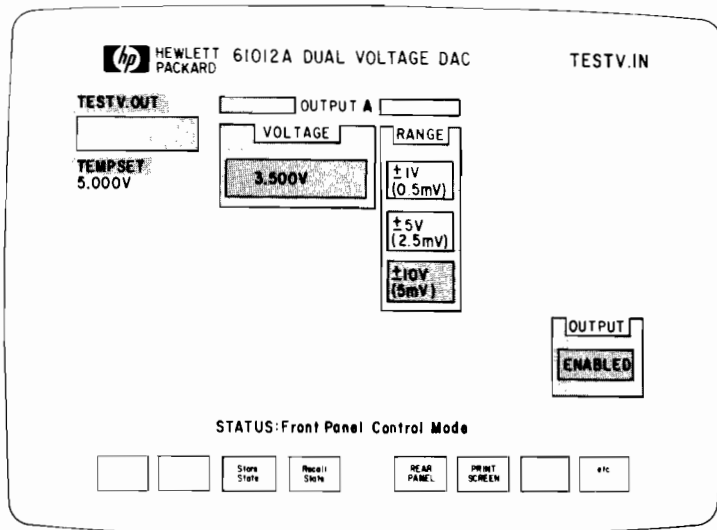 hp HEWLETT PACKARD 61012A DUAL VOLTAGE DAC TESTV.IN
TESTV.OUT
TEMPSET
5.000V
OUTPUT A
VOLTAGE
3.500V
RANGE
±1V
(0.5mV)
±5V
(2.5mV)
±10V
(5mV)
OUTPUT
ENABLED
STATUS:Front Panel Control Mode
Store
State
Recall
State
REAR
PANEL
PRINT
SCREEN
etc